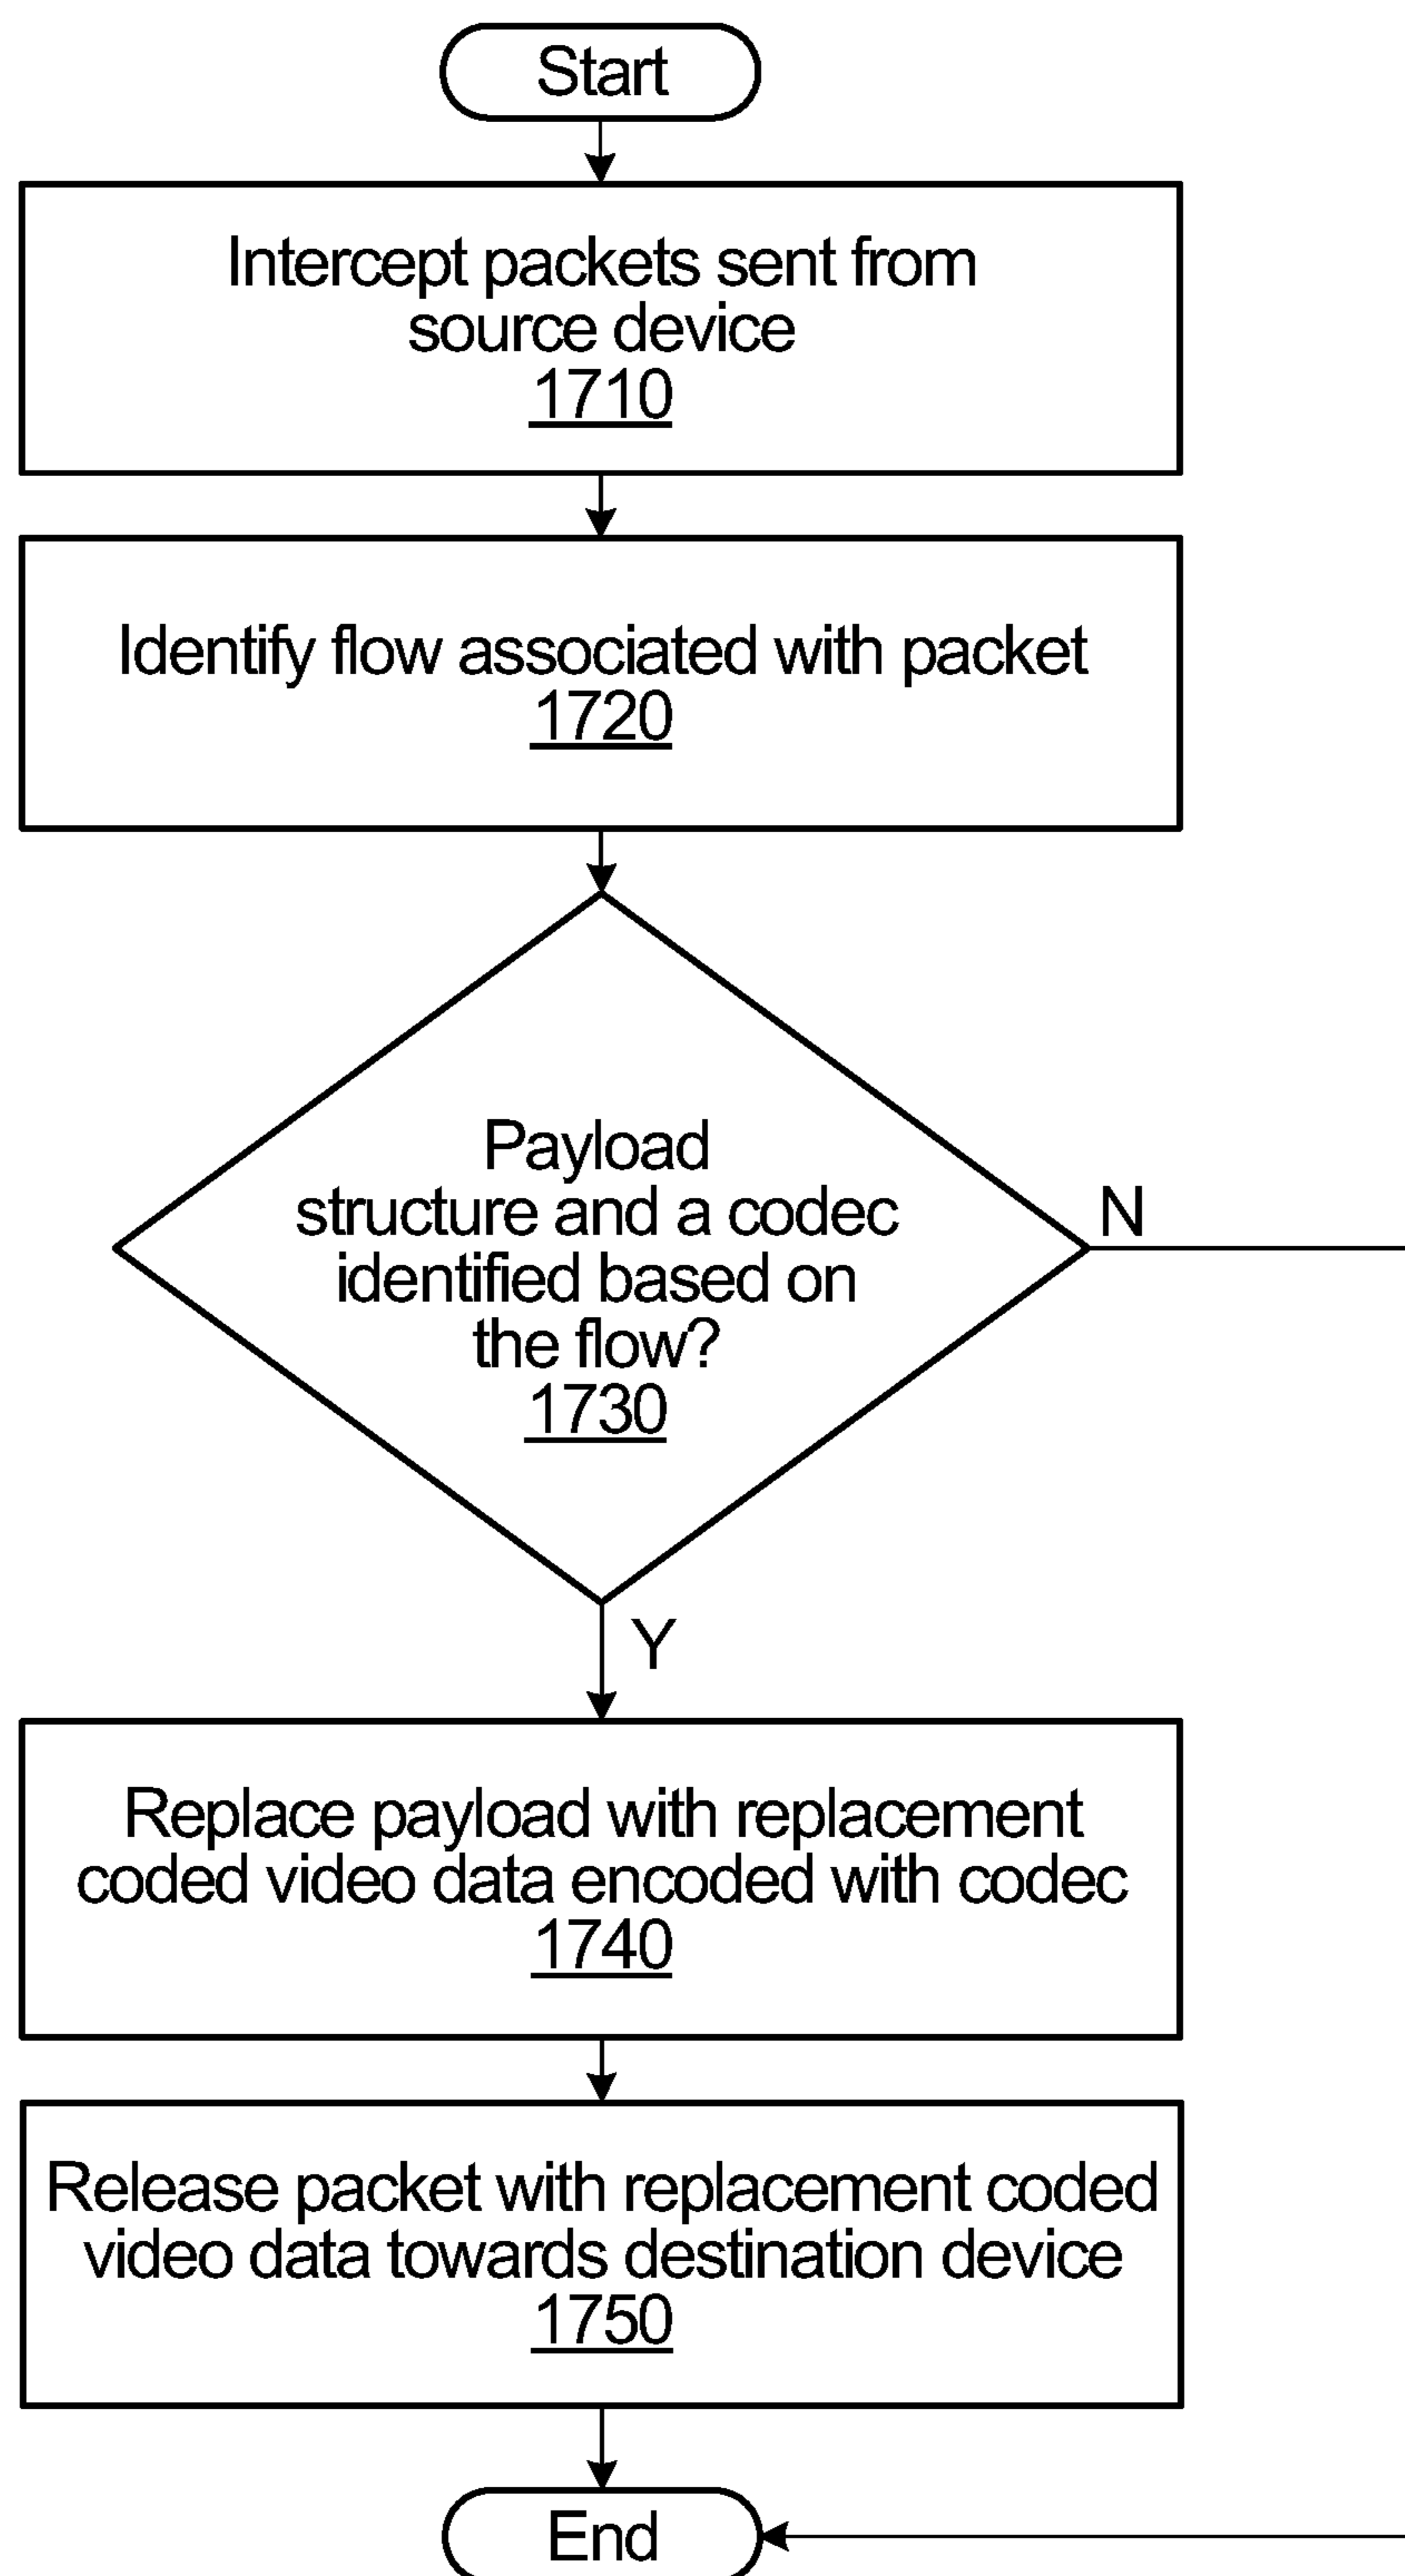 Start
Intercept packets sent from
source device
1710
Identify flow associated with packet
1720
Payload
structure and a codec
identified based on
the flow?
1730
N
Y
Replace payload with replacement
coded video data encoded with codec
1740
Release packet with replacement coded
video data towards destination device
1750
End